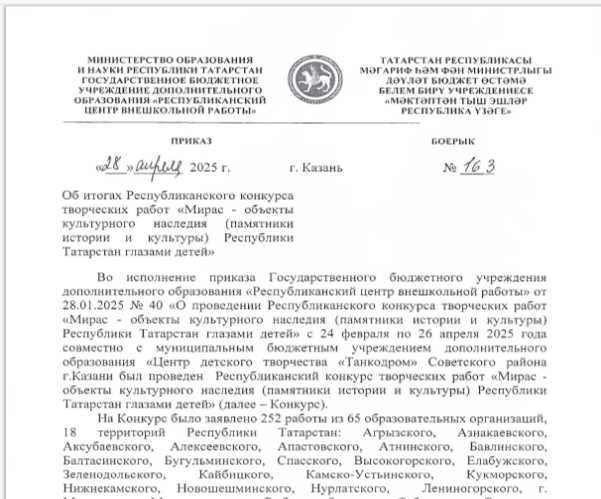 МИНИСТЕРСТВО ОБРАЗОВАНИЯ
И НАУКИ РЕСПУБЛИКИ ТАТАРСТАН
ГОСУДАРСТВЕННОЕ БЮДЖЕТНОЕ
УЧРЕЖДЕНИЕ ДОПОЛНИТЕЛЬНОГО
ОБРАЗОВАНИЯ «РЕСПУБЛИКАНСКИЙ
ЦЕНТР ВНЕШКОЛЬНОЙ РАБОТЫ»
ТАТАРСТАН РЕСПУБЛИКАСЫ
МӘГАРИФ ҺӘМ ФӘН МИНИСТРЛЫГЫ
ДӘҮЛӘТ БЮДЖЕТ ӨСТӘМӘ
БЕЛЕМ БИРҮ УЧРЕЖДЕНИЕСЕ
«МӘКТӘПТӘН ТЫШ ЭШЛӘР
РЕСПУБЛИКА ҮЗӘГЕ»
ПРИКАЗ
БОЕРЫК
«28» апреля 2025 г.
г. Казань
№ 163
Об итогах Республиканского конкурса
творческих работ «Мирас - объекты
культурного наследия (памятники
истории и культуры) Республики
Татарстан глазами детей»
Во исполнение приказа Государственного бюджетного учреждения
дополнительного образования «Республиканский центр внешкольной работы» от
28.01.2025 № 40 «О проведении Республиканского конкурса творческих работ
«Мирас - объекты культурного наследия (памятники истории и культуры)
Республики Татарстан глазами детей» с 24 февраля по 26 апреля 2025 года
совместно с муниципальным бюджетным учреждением дополнительного
образования «Центр детского творчества «Танкодром» Советского района
г.Казани был проведен Республиканский конкурс творческих работ «Мирас -
объекты культурного наследия (памятники истории и культуры) Республики
Татарстан глазами детей» (далее – Конкурс).
На Конкурс было заявлено 252 работы из 65 образовательных организаций,
18 территорий Республики Татарстан: Агрызского, Азнакаевского,
Аксубаевского, Алексеевского, Апастовского, Атнинского, Бавлинского,
Балтасинского, Бугульминского, Спасского, Высокогорского, Елабужского,
Зеленодольского, Кайбицкого, Камско-Устьинского, Кукморского,
Нижнекамского, Новошешминского, Нурлатского, Лениногорского, г.